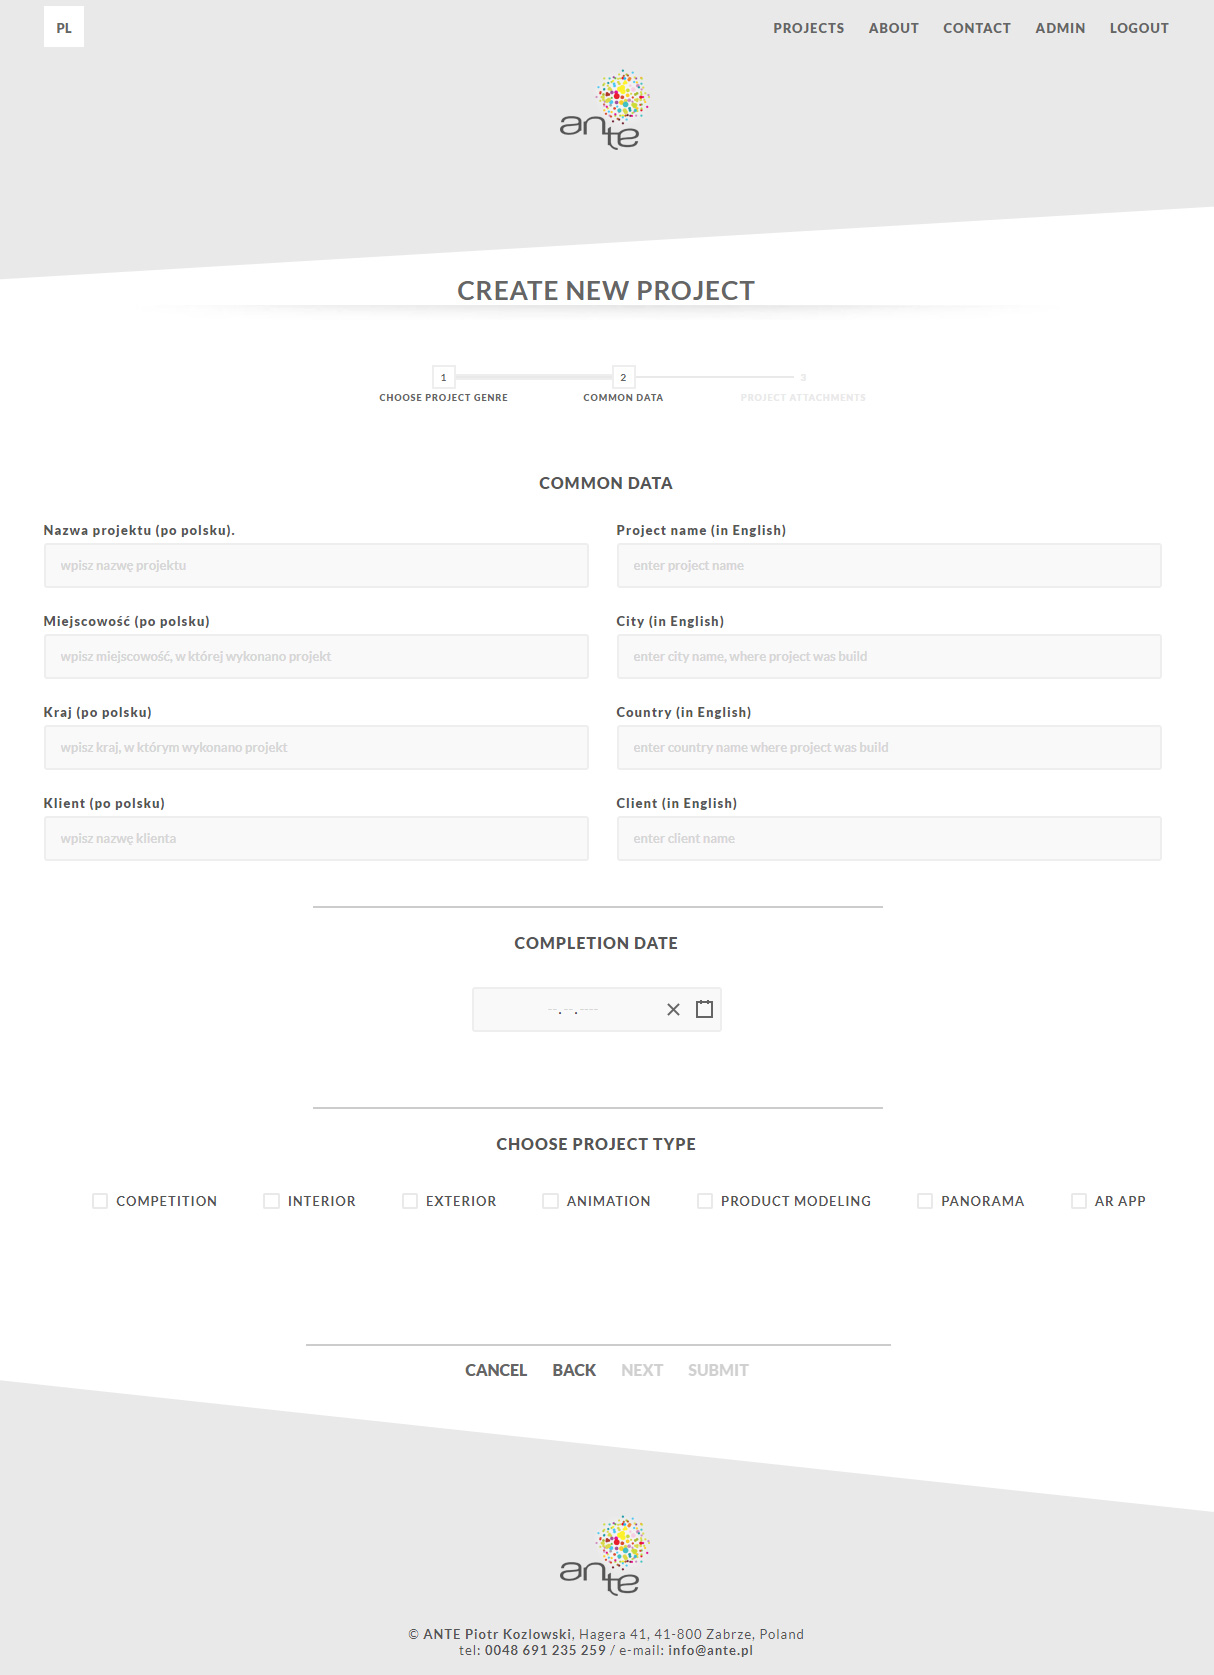 PL
PROJECTS ABOUT CONTACT ADMIN LOGOUT
ante
CREATE NEW PROJECT
1 2 3
CHOOSE PROJECT GENRE COMMON DATA PROJECT ATTACHMENTS
COMMON DATA
Nazwa projektu (po polsku). Project name (in English)
wpisz nazwę projektu enter project name
Miejscowość (po polsku) City (in English)
wpisz miejscowość, w której wykonano projekt enter city name, where project was build
Kraj (po polsku) Country (in English)
wpisz kraj, w którym wykonano projekt enter country name where project was build
Klient (po polsku) Client (in English)
wpisz nazwę klienta enter client name
COMPLETION DATE
--.--.----
CHOOSE PROJECT TYPE
COMPETITION INTERIOR EXTERIOR ANIMATION PRODUCT MODELING PANORAMA AR APP
CANCEL BACK NEXT SUBMIT
ante
© ANTE Piotr Kozlowski, Hagera 41, 41-800 Zabrze, Poland
tel: 0048 691 235 259 / e-mail: info@ante.pl